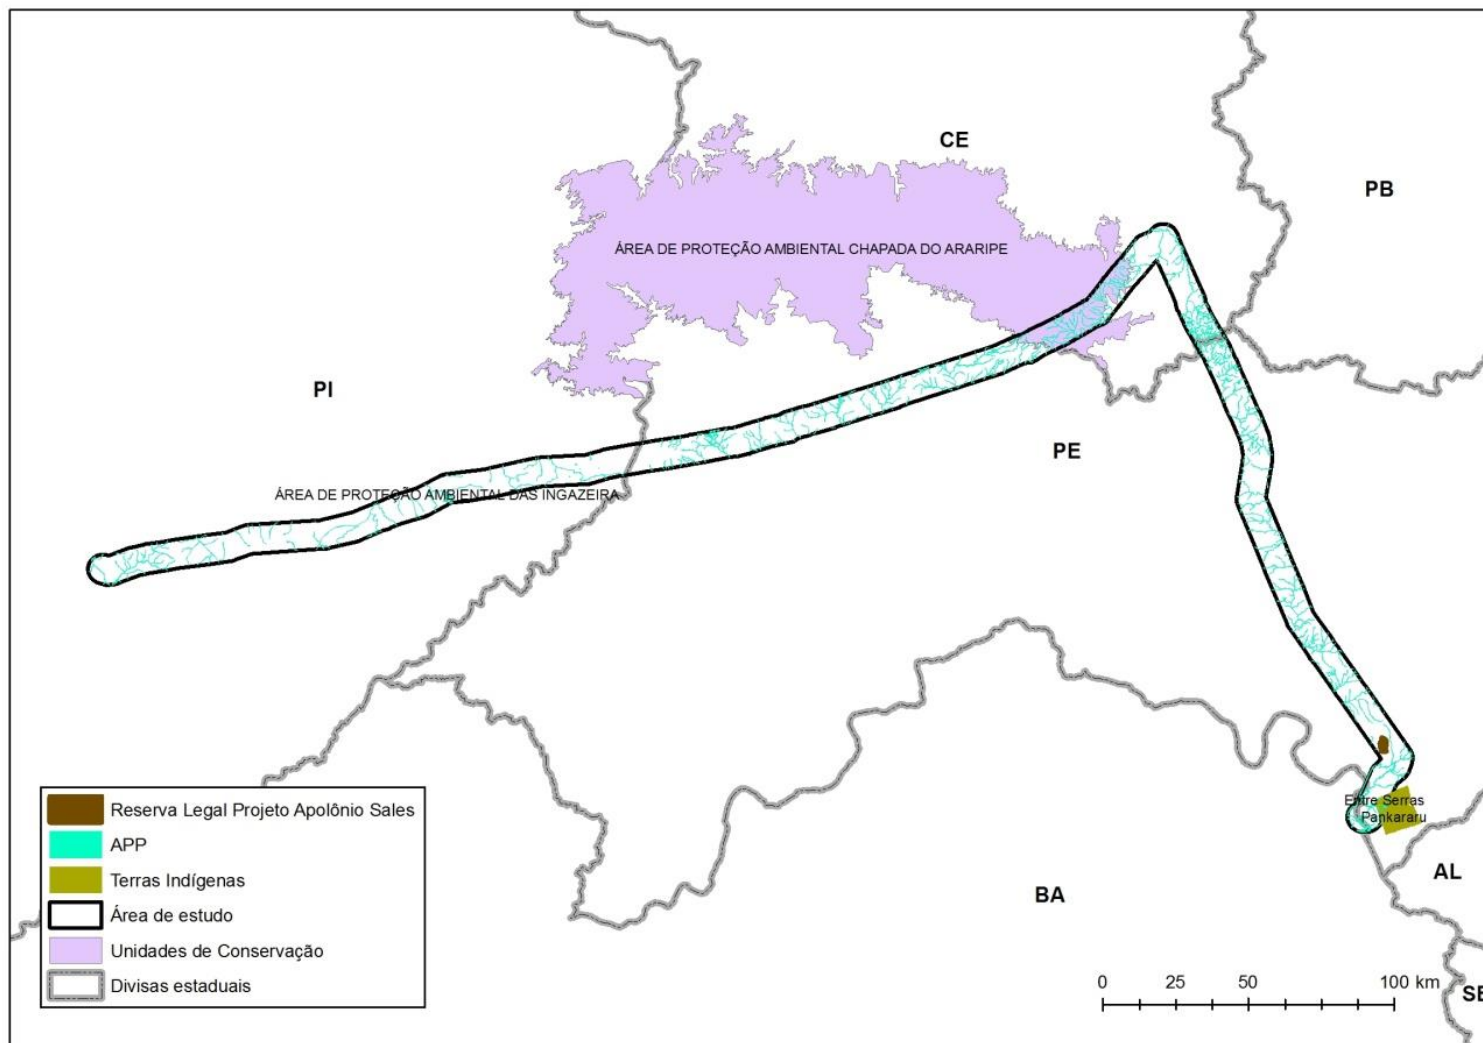 CE
PB
ÁREA DE PROTEÇÃO AMBIENTAL CHAPADA DO ARARIPE
PI
PE
ÁREA DE PROTEÇÃO AMBIENTAL DAS INGAZEIRA
Entre Serras
Pankararu
AL
BA
SE
Reserva Legal Projeto Apolônio Sales
APP
Terras Indígenas
Área de estudo
Unidades de Conservação
Divisas estaduais
0 25 50 100 km